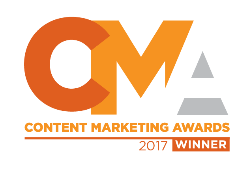 CMA
CONTENT MARKETING AWARDS
2017 WINNER